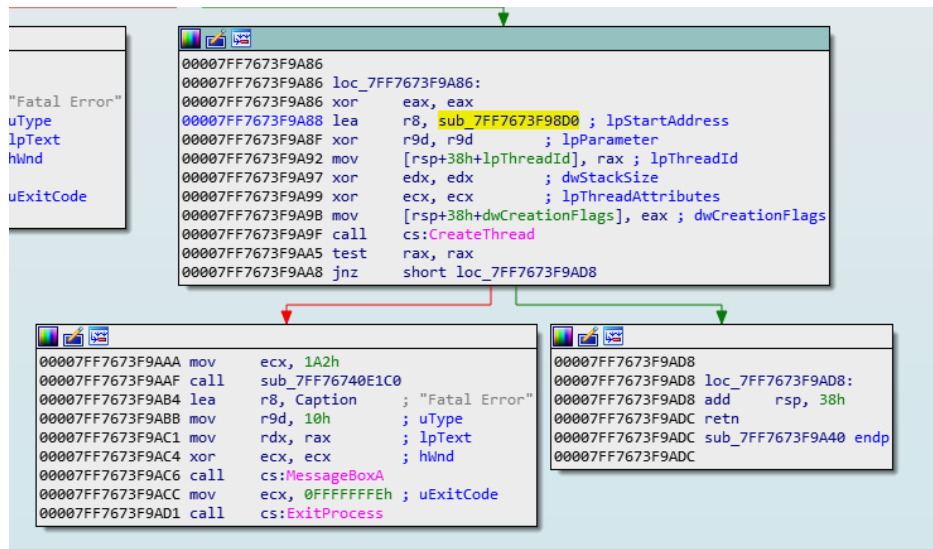 "Fatal Error"
uType
lpText
hWnd
uExitCode
00007FF7673F9A86
00007FF7673F9A86 loc_7FF7673F9A86:
00007FF7673F9A86 xor eax, eax
00007FF7673F9A88 lea r8, sub_7FF7673F98D0 ; lpStartAddress
00007FF7673F9A8F xor r9d, r9d ; lpParameter
00007FF7673F9A92 mov [rsp+38h+lpThreadId], rax ; lpThreadId
00007FF7673F9A97 xor edx, edx ; dwStackSize
00007FF7673F9A99 xor ecx, ecx ; lpThreadAttributes
00007FF7673F9A9B mov [rsp+38h+dwCreationFlags], eax ; dwCreationFlags
00007FF7673F9A9F call cs:CreateThread
00007FF7673F9AA5 test rax, rax
00007FF7673F9AA8 jnz short loc_7FF7673F9AD8
00007FF7673F9AAA mov ecx, 1A2h
00007FF7673F9AAF call sub_7FF76740E1C0
00007FF7673F9AB4 lea r8, Caption ; "Fatal Error"
00007FF7673F9ABB mov r9d, 10h ; uType
00007FF7673F9AC1 mov rdx, rax ; lpText
00007FF7673F9AC4 xor ecx, ecx ; hWnd
00007FF7673F9AC6 call cs:MessageBoxA
00007FF7673F9ACC mov ecx, 0FFFFFFFEh ; uExitCode
00007FF7673F9AD1 call cs:ExitProcess
00007FF7673F9AD8
00007FF7673F9AD8 loc_7FF7673F9AD8:
00007FF7673F9AD8 add rsp, 38h
00007FF7673F9ADC retn
00007FF7673F9ADC sub_7FF7673F9A40 endp
00007FF7673F9ADC